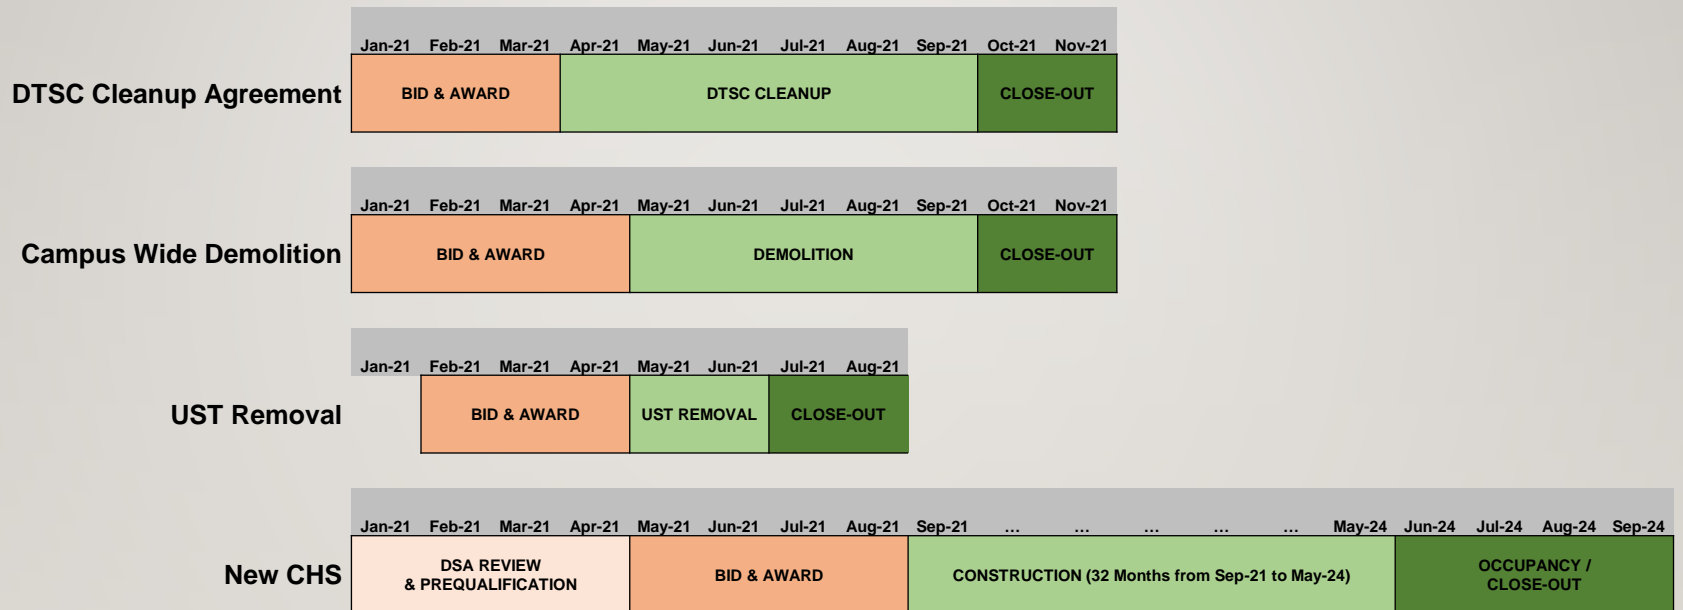 Jan-21 Feb-21 Mar-21 Apr-21 May-21 Jun-21 Jul-21 Aug-21 Sep-21 Oct-21 Nov-21
DTSC Cleanup Agreement
BID & AWARD
DTSC CLEANUP
CLOSE-OUT
Jan-21 Feb-21 Mar-21 Apr-21 May-21 Jun-21 Jul-21 Aug-21 Sep-21 Oct-21 Nov-21
Campus Wide Demolition
BID & AWARD
DEMOLITION
CLOSE-OUT
Jan-21 Feb-21 Mar-21 Apr-21 May-21 Jun-21 Jul-21 Aug-21
UST Removal
BID & AWARD
UST REMOVAL
CLOSE-OUT
Jan-21 Feb-21 Mar-21 Apr-21 May-21 Jun-21 Jul-21 Aug-21 Sep-21 … … … … … May-24 Jun-24 Jul-24 Aug-24 Sep-24
New CHS
DSA REVIEW
& PREQUALIFICATION
BID & AWARD
CONSTRUCTION (32 Months from Sep-21 to May-24)
OCCUPANCY /
CLOSE-OUT